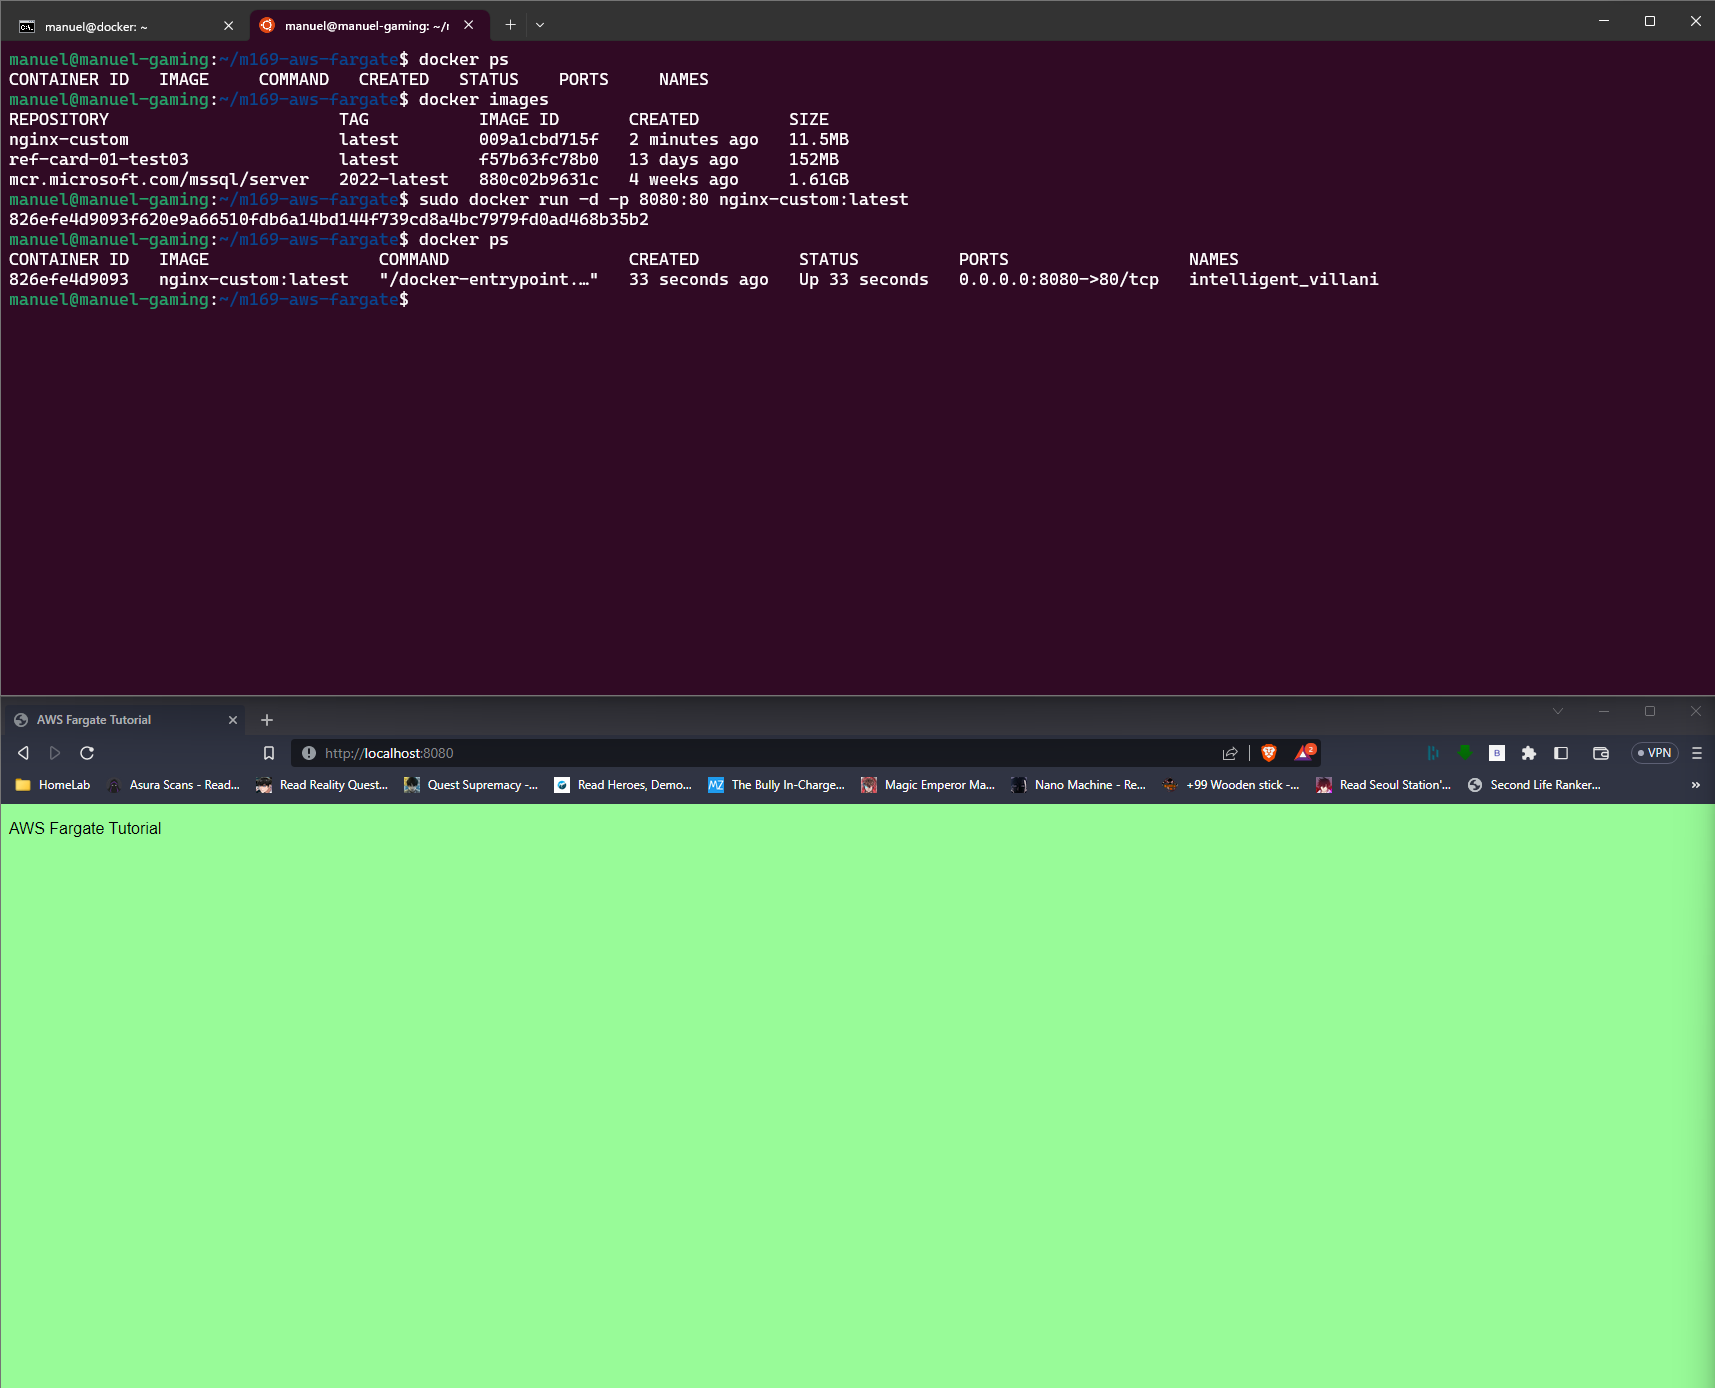 manuel@docker: ~
manuel@manuel-gaming: ~/r
manuel@manuel-gaming:~/m169-aws-fargate$ docker ps
CONTAINER ID   IMAGE     COMMAND   CREATED   STATUS    PORTS     NAMES
manuel@manuel-gaming:~/m169-aws-fargate$ docker images
REPOSITORY                       TAG           IMAGE ID       CREATED         SIZE
nginx-custom                     latest        009a1cbd715f   2 minutes ago   11.5MB
ref-card-01-test03               latest        f57b63fc78b0   13 days ago     152MB
mcr.microsoft.com/mssql/server   2022-latest   880c02b9631c   4 weeks ago     1.61GB
manuel@manuel-gaming:~/m169-aws-fargate$ sudo docker run -d -p 8080:80 nginx-custom:latest
826efe4d9093f620e9a66510fdb6a14bd144f739cd8a4bc7979fd0ad468b35b2
manuel@manuel-gaming:~/m169-aws-fargate$ docker ps
CONTAINER ID   IMAGE                 COMMAND                  CREATED          STATUS          PORTS                  NAMES
826efe4d9093   nginx-custom:latest   "/docker-entrypoint.…"   33 seconds ago   Up 33 seconds   0.0.0.0:8080->80/tcp   intelligent_villani
manuel@manuel-gaming:~/m169-aws-fargate$
AWS Fargate Tutorial
http://localhost:8080
2
B
VPN
HomeLab
Asura Scans - Read...
Read Reality Quest...
Quest Supremacy -...
Read Heroes, Demo...
MZ
The Bully In-Charge...
Magic Emperor Ma...
Nano Machine - Re...
+99 Wooden stick -...
Read Seoul Station'...
Second Life Ranker...
AWS Fargate Tutorial